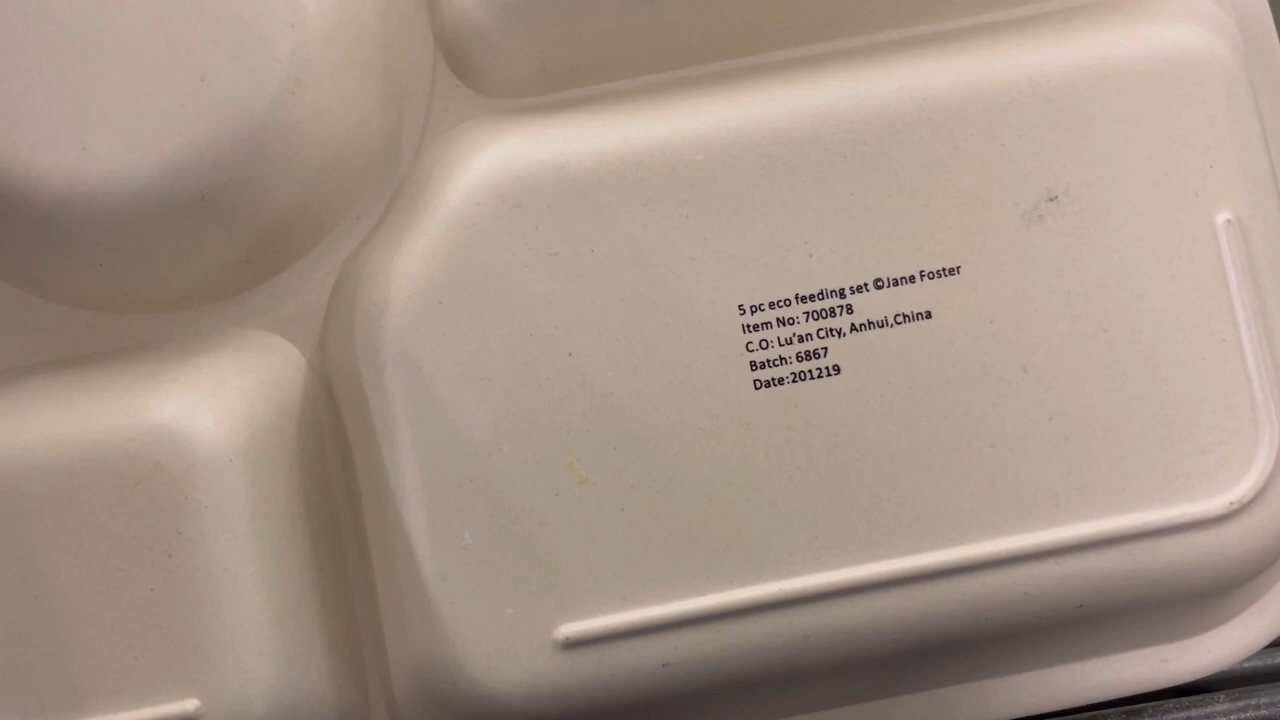 5 pc eco feeding set ©Jane Foster
Item No: 700878
C.O: Lu'an City, Anhui,China
Batch: 6867
Date:201219